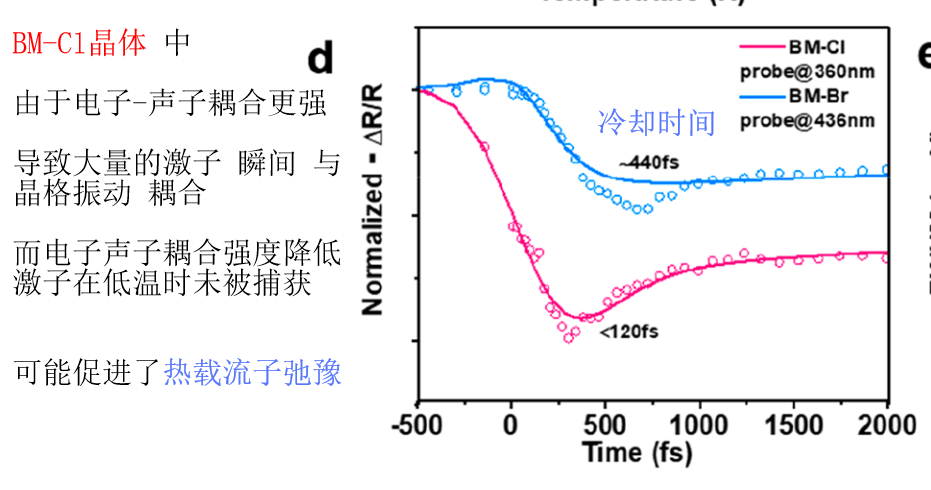 BM-Cl晶体 中
由于电子-声子耦合更强
导致大量的激子 瞬间 与
晶格振动 耦合
而电子声子耦合强度降低
激子在低温时未被捕获
可能促进了热载流子弛豫
d
e
Normalized - ΔR/R
BM-Cl
probe@360nm
BM-Br
probe@436nm
冷却时间
~440fs
<120fs
-500 0 500 1000 1500 2000
Time (fs)